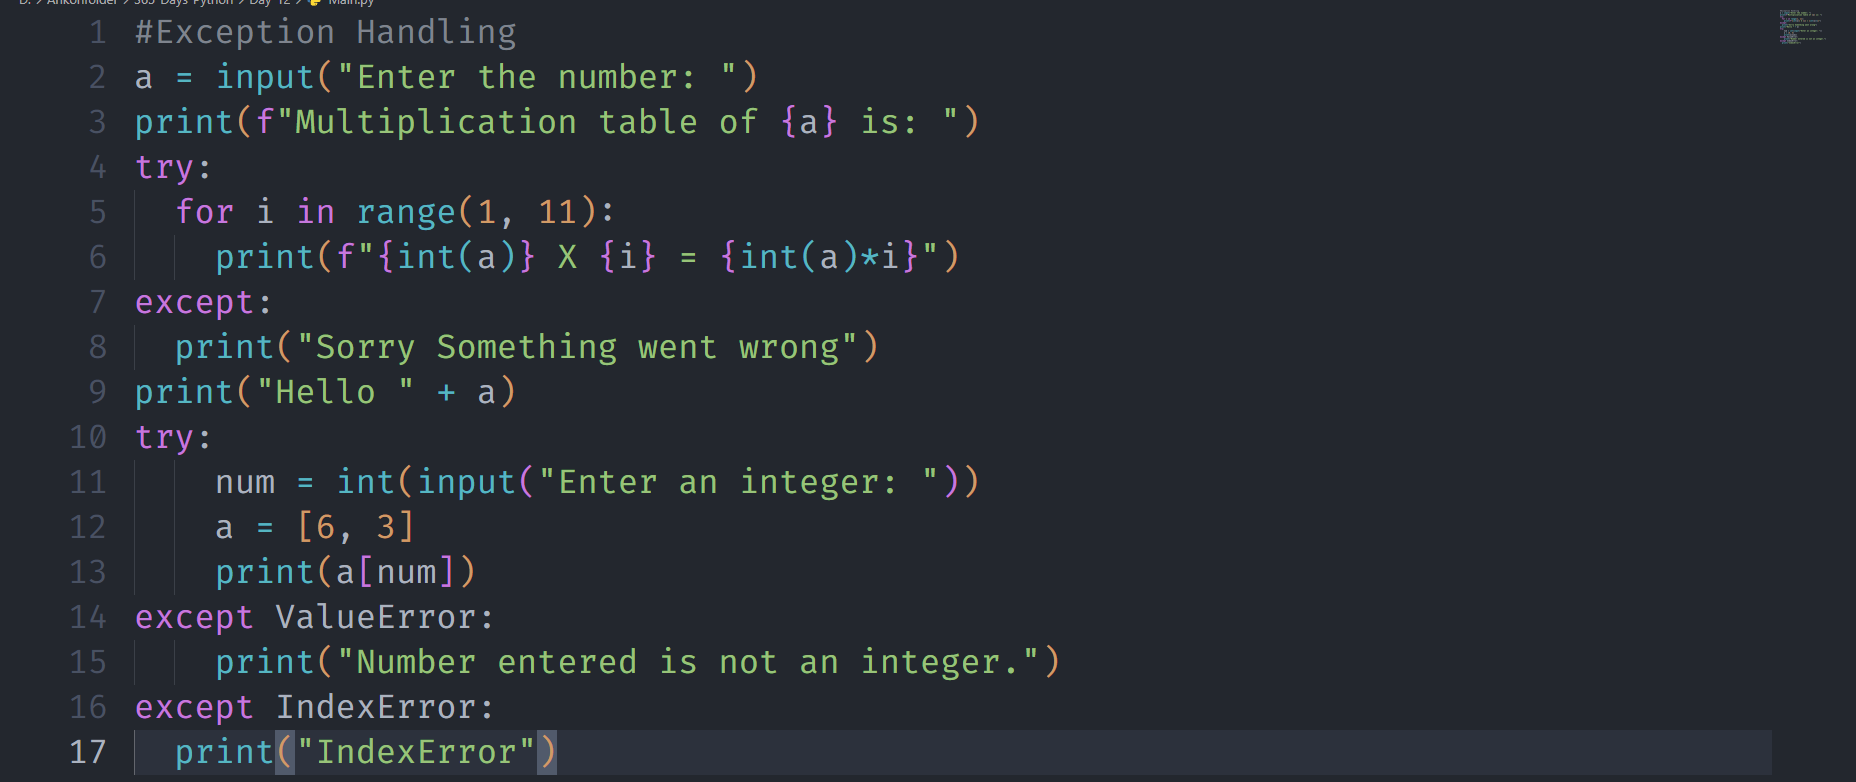 D: > Ankonfolder > 365-Days-Python > Day-12 > Main.py
1 #Exception Handling
2 a = input("Enter the number: ")
3 print(f"Multiplication table of {a} is: ")
4 try:
5   for i in range(1, 11):
6     print(f"{int(a)} X {i} = {int(a)*i}")
7 except:
8   print("Sorry Something went wrong")
9 print("Hello " + a)
10 try:
11     num = int(input("Enter an integer: "))
12     a = [6, 3]
13     print(a[num])
14 except ValueError:
15     print("Number entered is not an integer.")
16 except IndexError:
17   print("IndexError")